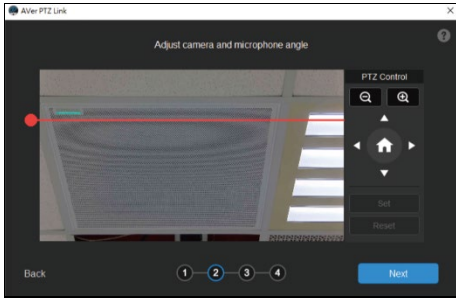 AVer PTZ Link
Adjust camera and microphone angle
PTZ Control
Set
Reset
Back
1 2 3 4
Next